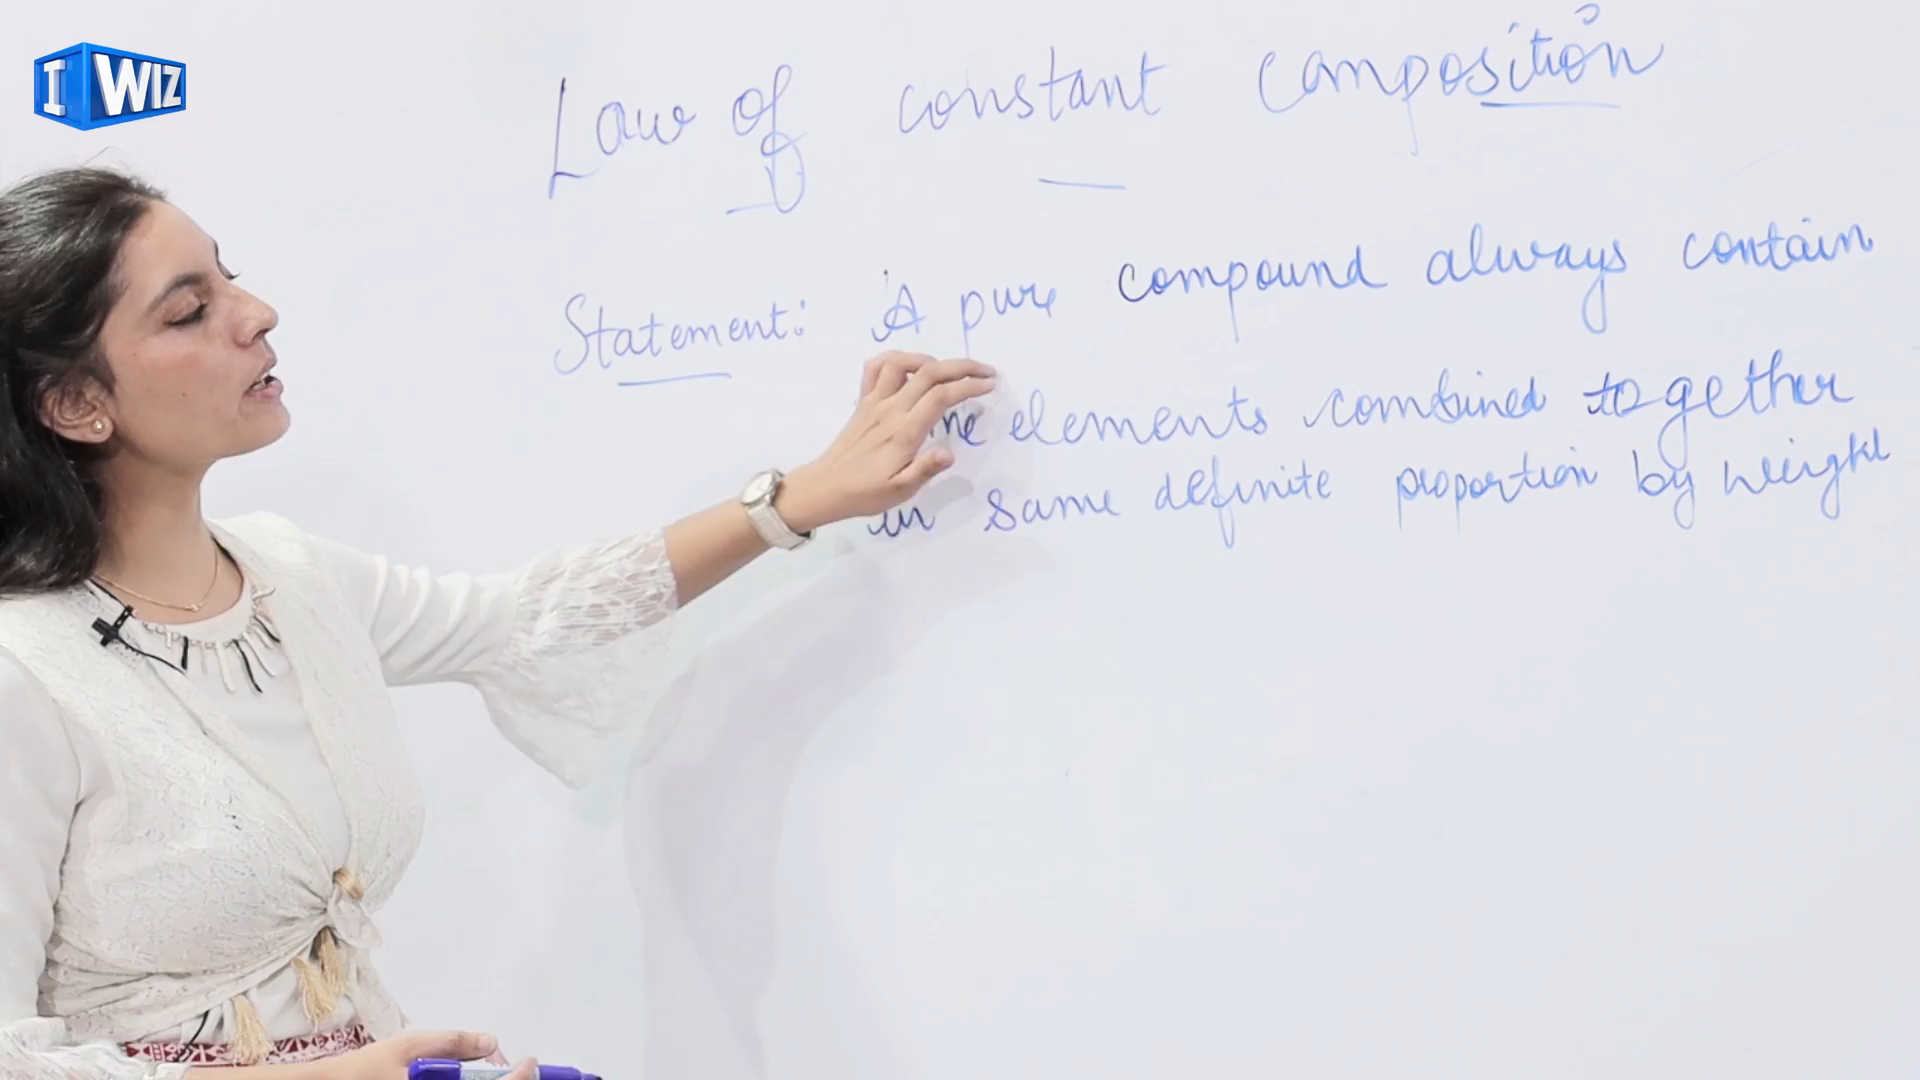 I WIZ
Law of constant composition
Statement: A pure compound always contain
elements combined together
in same definite proportion by weight